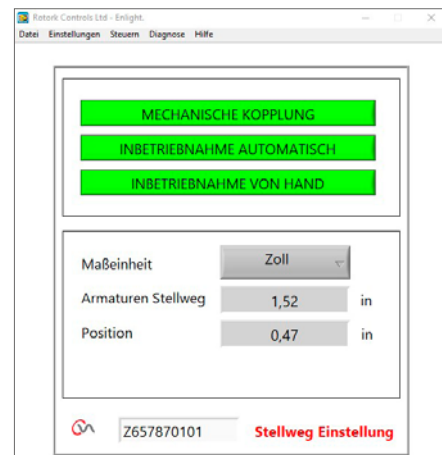 Rotork Controls Ltd - Enlight.
Datei Einstellungen Steuern Diagnose Hilfe
MECHANISCHE KOPPLUNG
INBETRIEBNAHME AUTOMATISCH
INBETRIEBNAHME VON HAND
Maßeinheit Zoll
Armaturen Stellweg 1,52 in
Position 0,47 in
Z657870101 Stellweg Einstellung